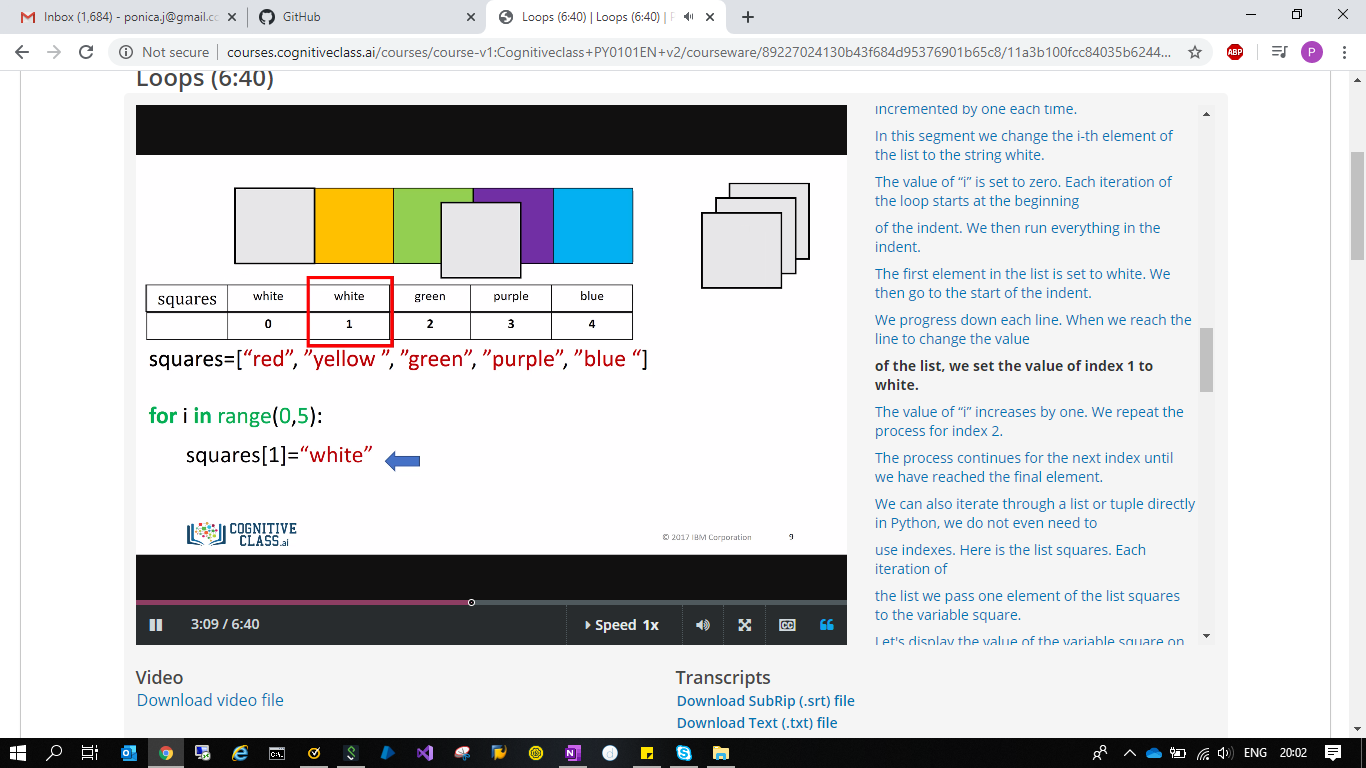 Inbox (1,684) - ponica.j@gmail.cc
GitHub
Loops (6:40) | Loops (6:40) | P
Not secure | courses.cognitiveclass.ai/courses/course-v1:Cognitiveclass+PY0101EN+v2/courseware/89227024130b43f684d95376901b65c8/11a3b100fcc84035b6244...
ABP
P
Loops (6:40)
squares white white green purple blue
0 1 2 3 4
squares=[“red”, ”yellow ”, ”green”, ”purple”, ”blue “]
for i in range(0,5):
squares[1]=“white”
COGNITIVE
CLASS.ai
© 2017 IBM Corporation 9
3:09 / 6:40
Speed 1x
CC
incremented by one each time.
In this segment we change the i-th element of
the list to the string white.
The value of “i” is set to zero. Each iteration of
the loop starts at the beginning
of the indent. We then run everything in the
indent.
The first element in the list is set to white. We
then go to the start of the indent.
We progress down each line. When we reach the
line to change the value
of the list, we set the value of index 1 to
white.
The value of “i” increases by one. We repeat the
process for index 2.
The process continues for the next index until
we have reached the final element.
We can also iterate through a list or tuple directly
in Python, we do not even need to
use indexes. Here is the list squares. Each
iteration of
the list we pass one element of the list squares
to the variable square.
Let's display the value of the variable square on
Video
Download video file
Transcripts
Download SubRip (.srt) file
Download Text (.txt) file
ENG
20:02